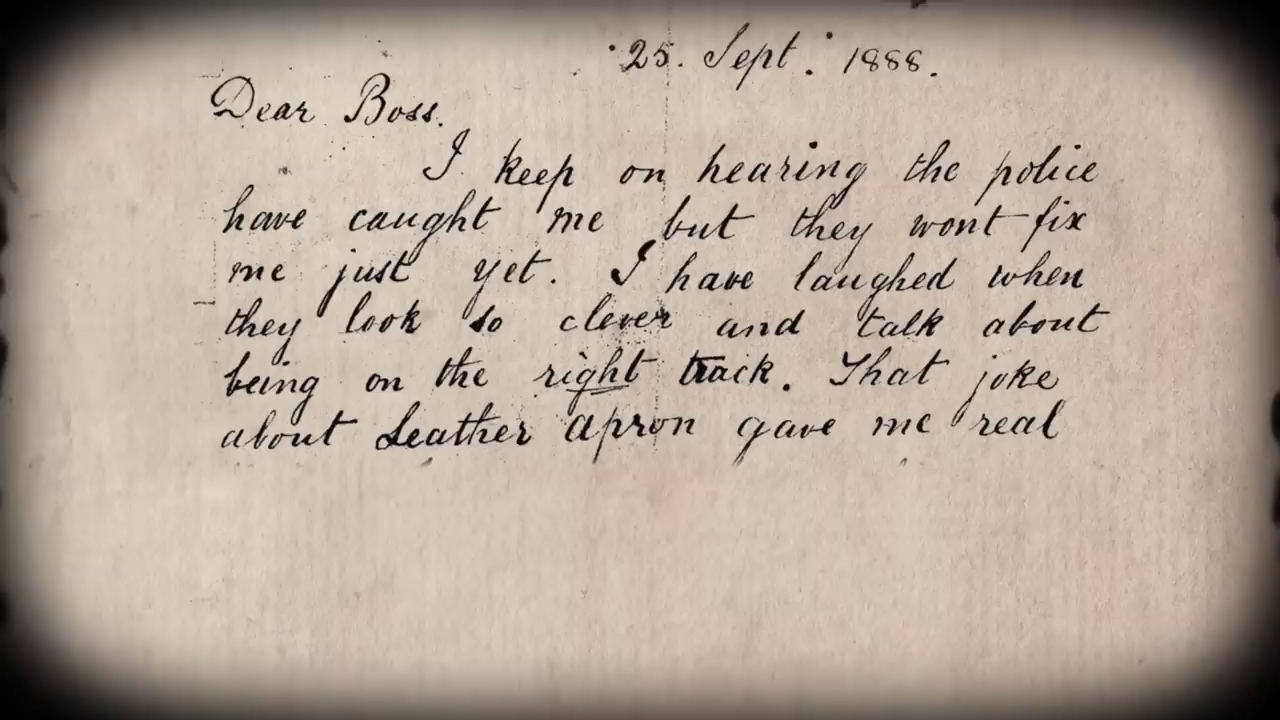 25. Sept. 1888.
Dear Boss.
I keep on hearing the police
have caught me but they wont fix
me just yet. I have laughed when
they look so clever and talk about
being on the right track. That joke
about Leather apron gave me real